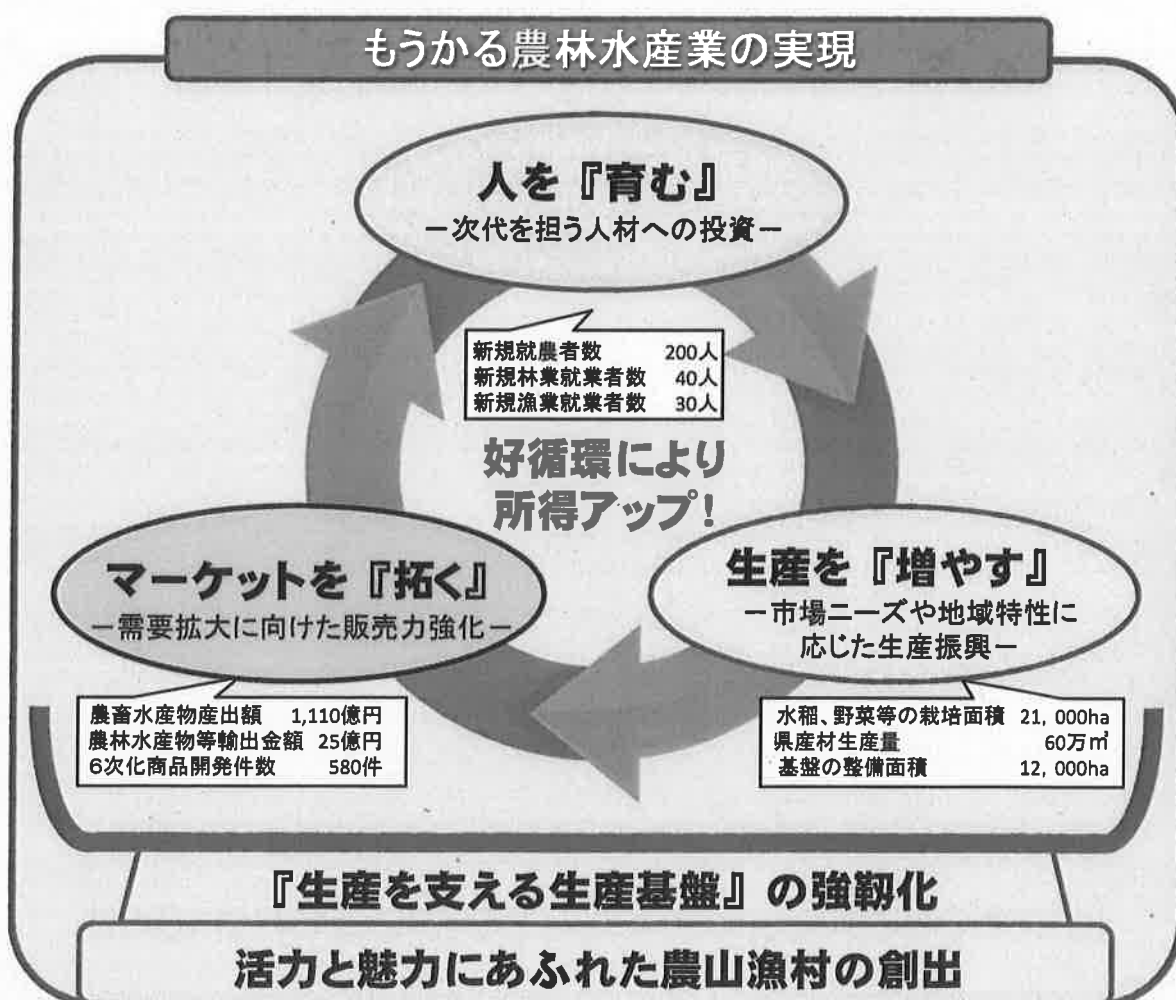 もうかる農林水産業の実現
人を『育む』
－次代を担う人材への投資－
新規就農者数 200人
新規林業就業者数 40人
新規漁業就業者数 30人
好循環により
所得アップ！
マーケットを『拓く』
－需要拡大に向けた販売力強化－
農畜水産物産出額 1,110億円
農林水産物等輸出金額 25億円
6次化商品開発件数 580件
生産を『増やす』
－市場ニーズや地域特性に
応じた生産振興－
水稲、野菜等の栽培面積 21，000ha
県産材生産量 60万㎥
基盤の整備面積 12，000ha
『生産を支える生産基盤』の強靱化
活力と魅力にあふれた農山漁村の創出